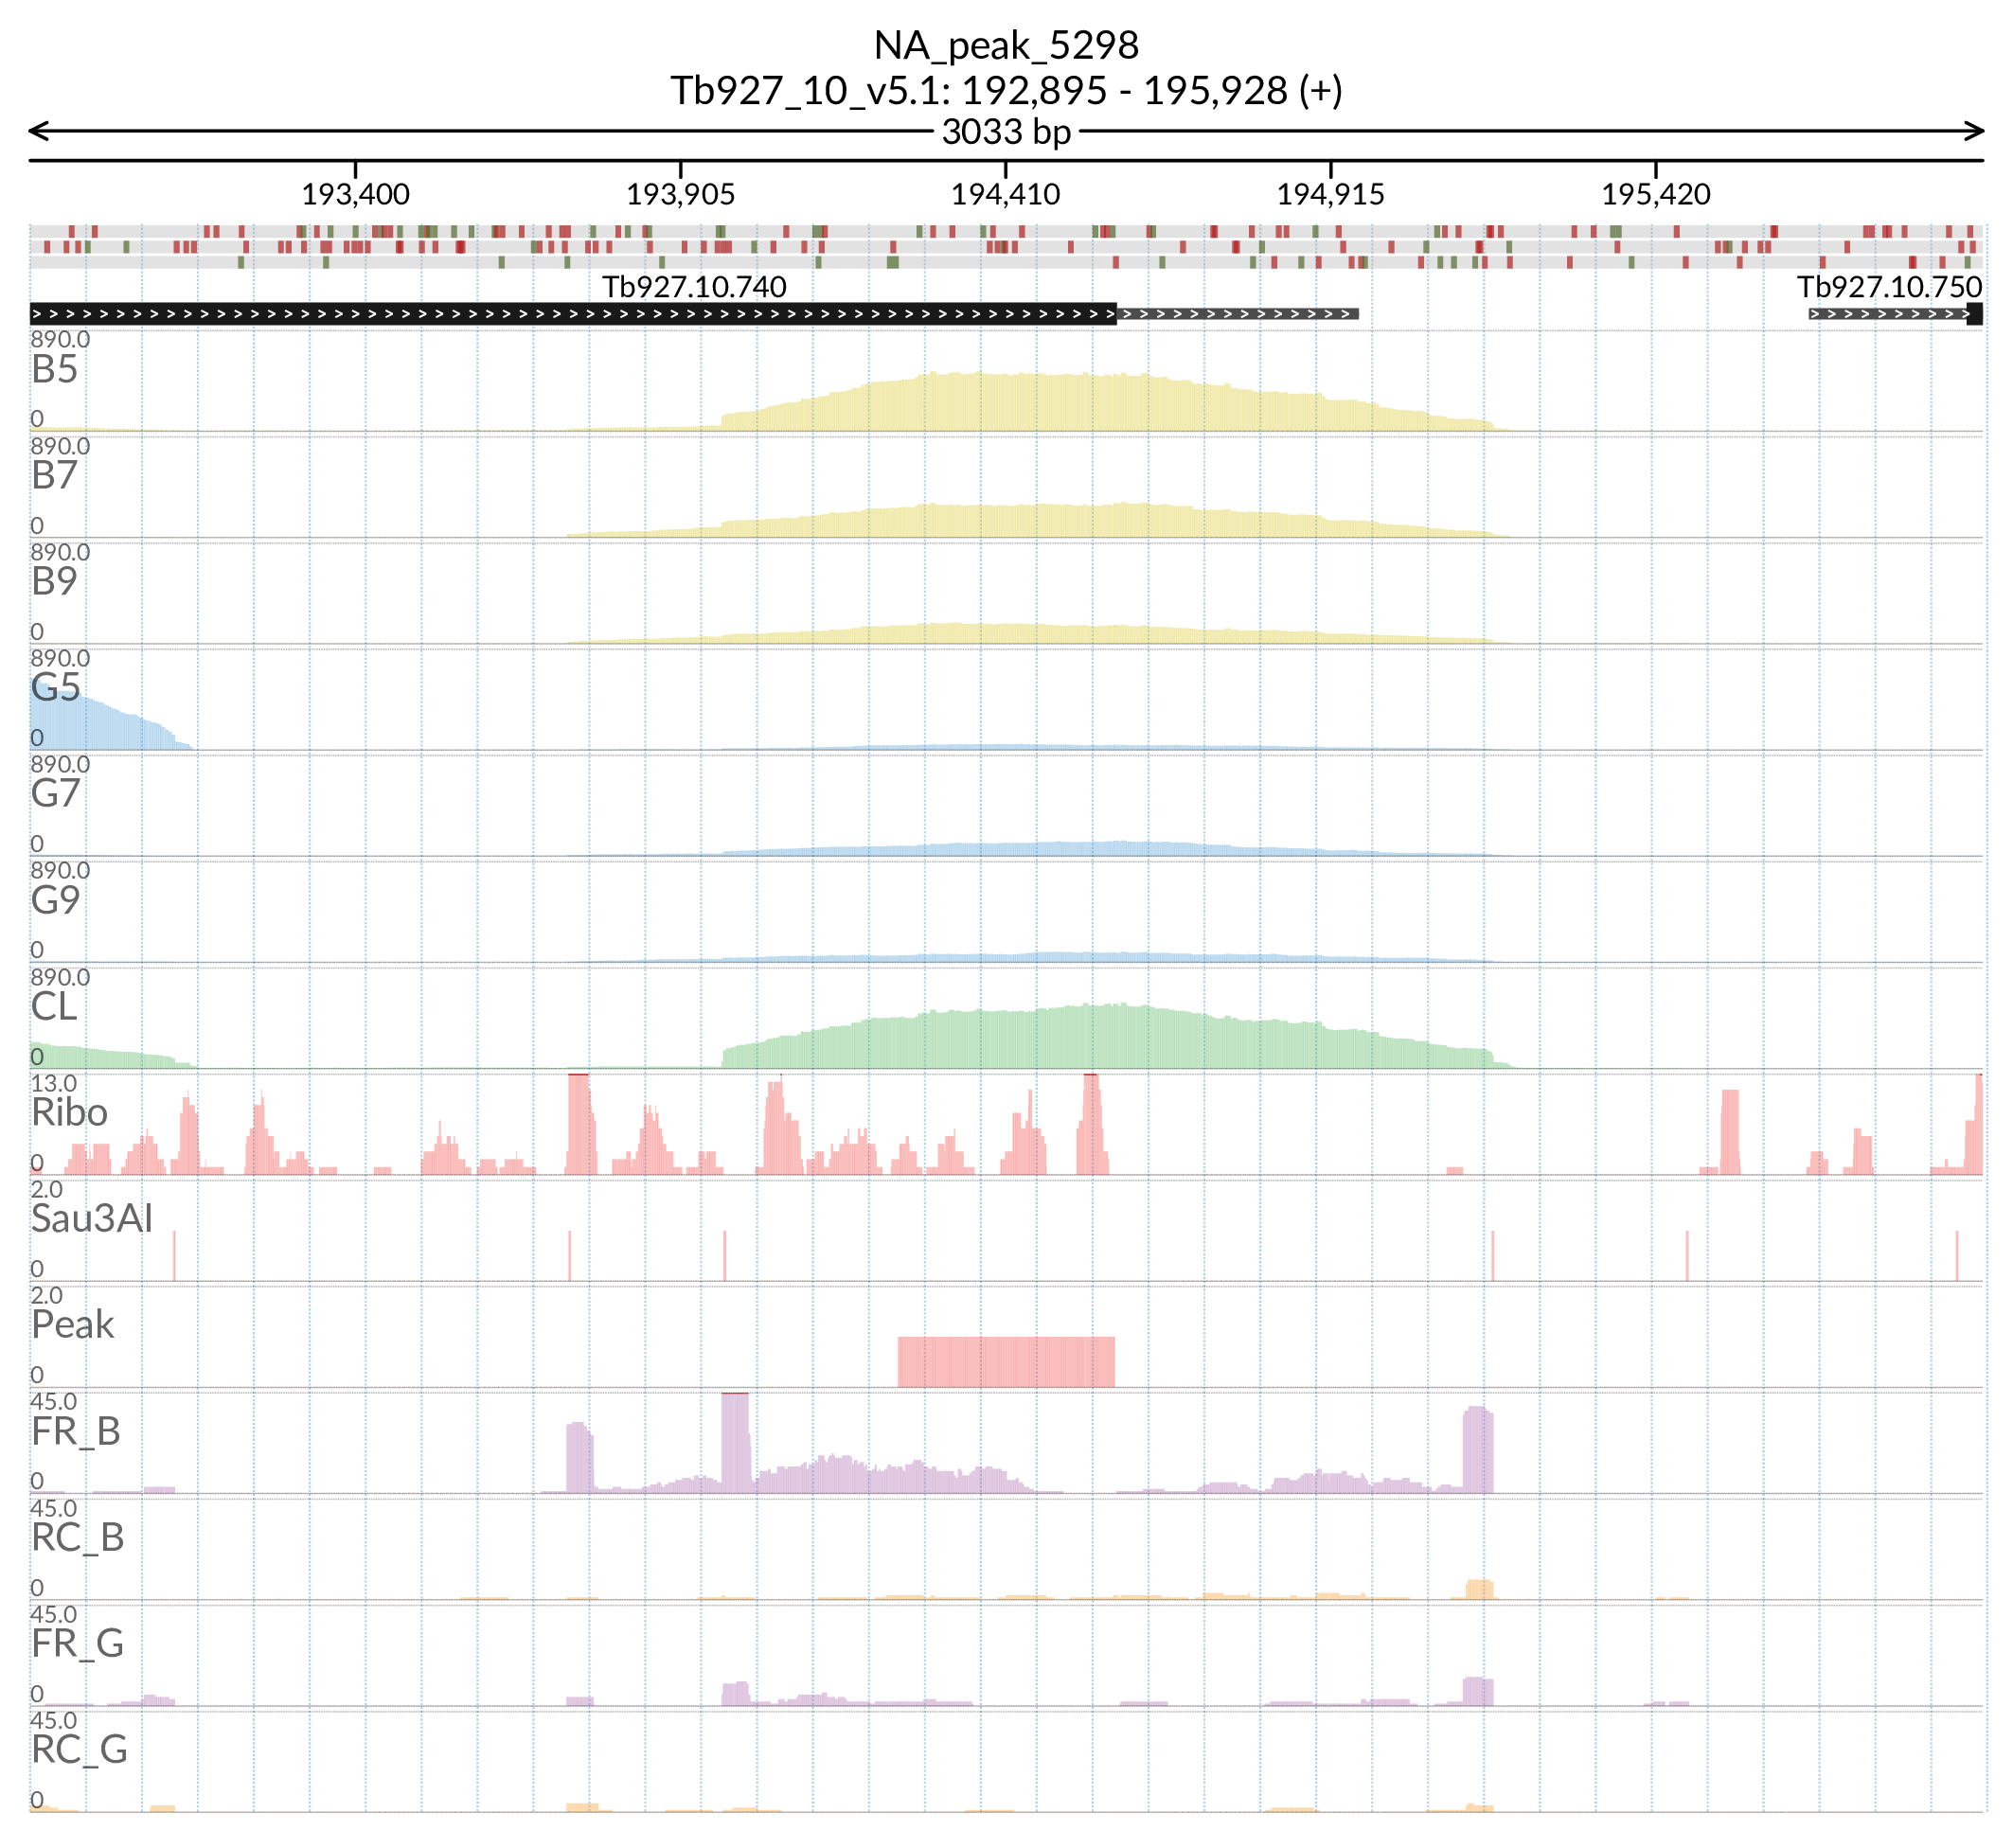 NA_peak_5298
Tb927_10_v5.1: 192,895 - 195,928 (+)
3033 bp
193,400 193,905 194,410 194,915 195,420
Tb927.10.740 Tb927.10.750
890.0
B5
0
890.0
B7
0
890.0
B9
0
890.0
G5
0
890.0
G7
0
890.0
G9
0
890.0
CL
0
13.0
Ribo
0
2.0
Sau3AI
0
2.0
Peak
0
45.0
FR_B
0
45.0
RC_B
0
45.0
FR_G
0
45.0
RC_G
0